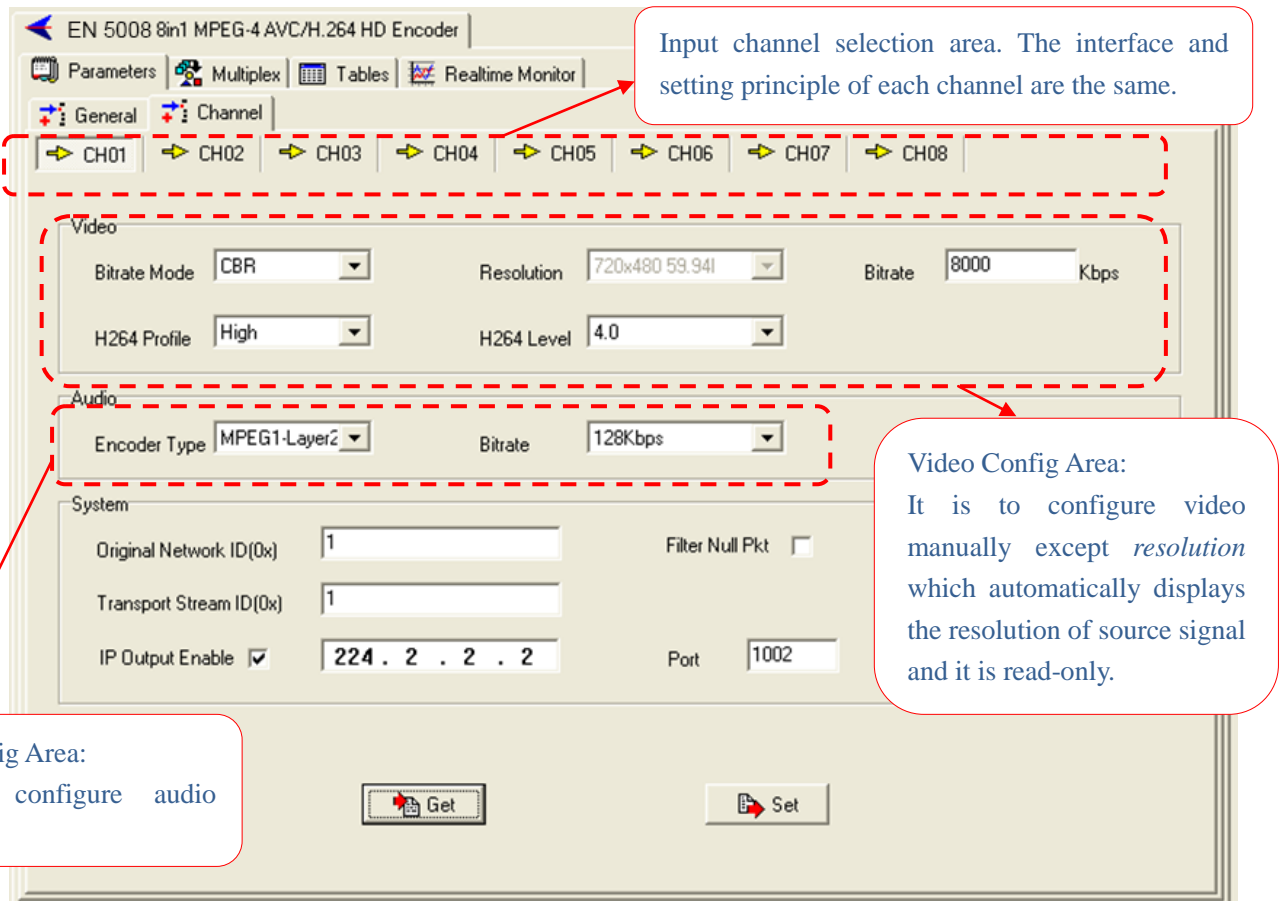 EN 5008 8in1 MPEG-4 AVC/H.264 HD Encoder
Input channel selection area. The interface and
setting principle of each channel are the same.
Parameters Multiplex Tables Realtime Monitor
General Channel
CH01 CH02 CH03 CH04 CH05 CH06 CH07 CH08
Video
Bitrate Mode CBR Resolution 720x480 59.94I Bitrate 8000 Kbps
H264 Profile High H264 Level 4.0
Audio
Encoder Type MPEG1-Layer2 Bitrate 128Kbps
Video Config Area:
It is to configure video
manually except resolution
which automatically displays
the resolution of source signal
and it is read-only.
System
Original Network ID(0x) 1 Filter Null Pkt
Transport Stream ID(0x) 1
IP Output Enable 224 . 2 . 2 . 2 Port 1002
ig Area:
configure audio
Get Set